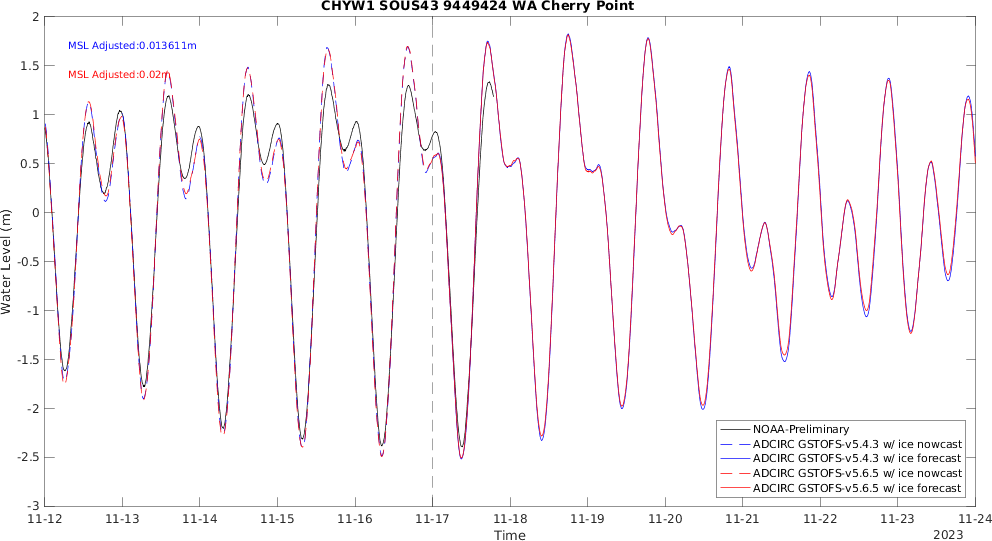 CHYW1 SOUS43 9449424 WA Cherry Point
MSL Adjusted:0.013611m
MSL Adjusted:0.02m
Water Level (m)
2
1.5
1
0.5
0
-0.5
-1
-1.5
-2
-2.5
-3
NOAA-Preliminary
ADCIRC GSTOFS-v5.4.3 w/ ice nowcast
ADCIRC GSTOFS-v5.4.3 w/ ice forecast
ADCIRC GSTOFS-v5.6.5 w/ ice nowcast
ADCIRC GSTOFS-v5.6.5 w/ ice forecast
11-12 11-13 11-14 11-15 11-16 11-17 11-18 11-19 11-20 11-21 11-22 11-23 11-24
Time
2023